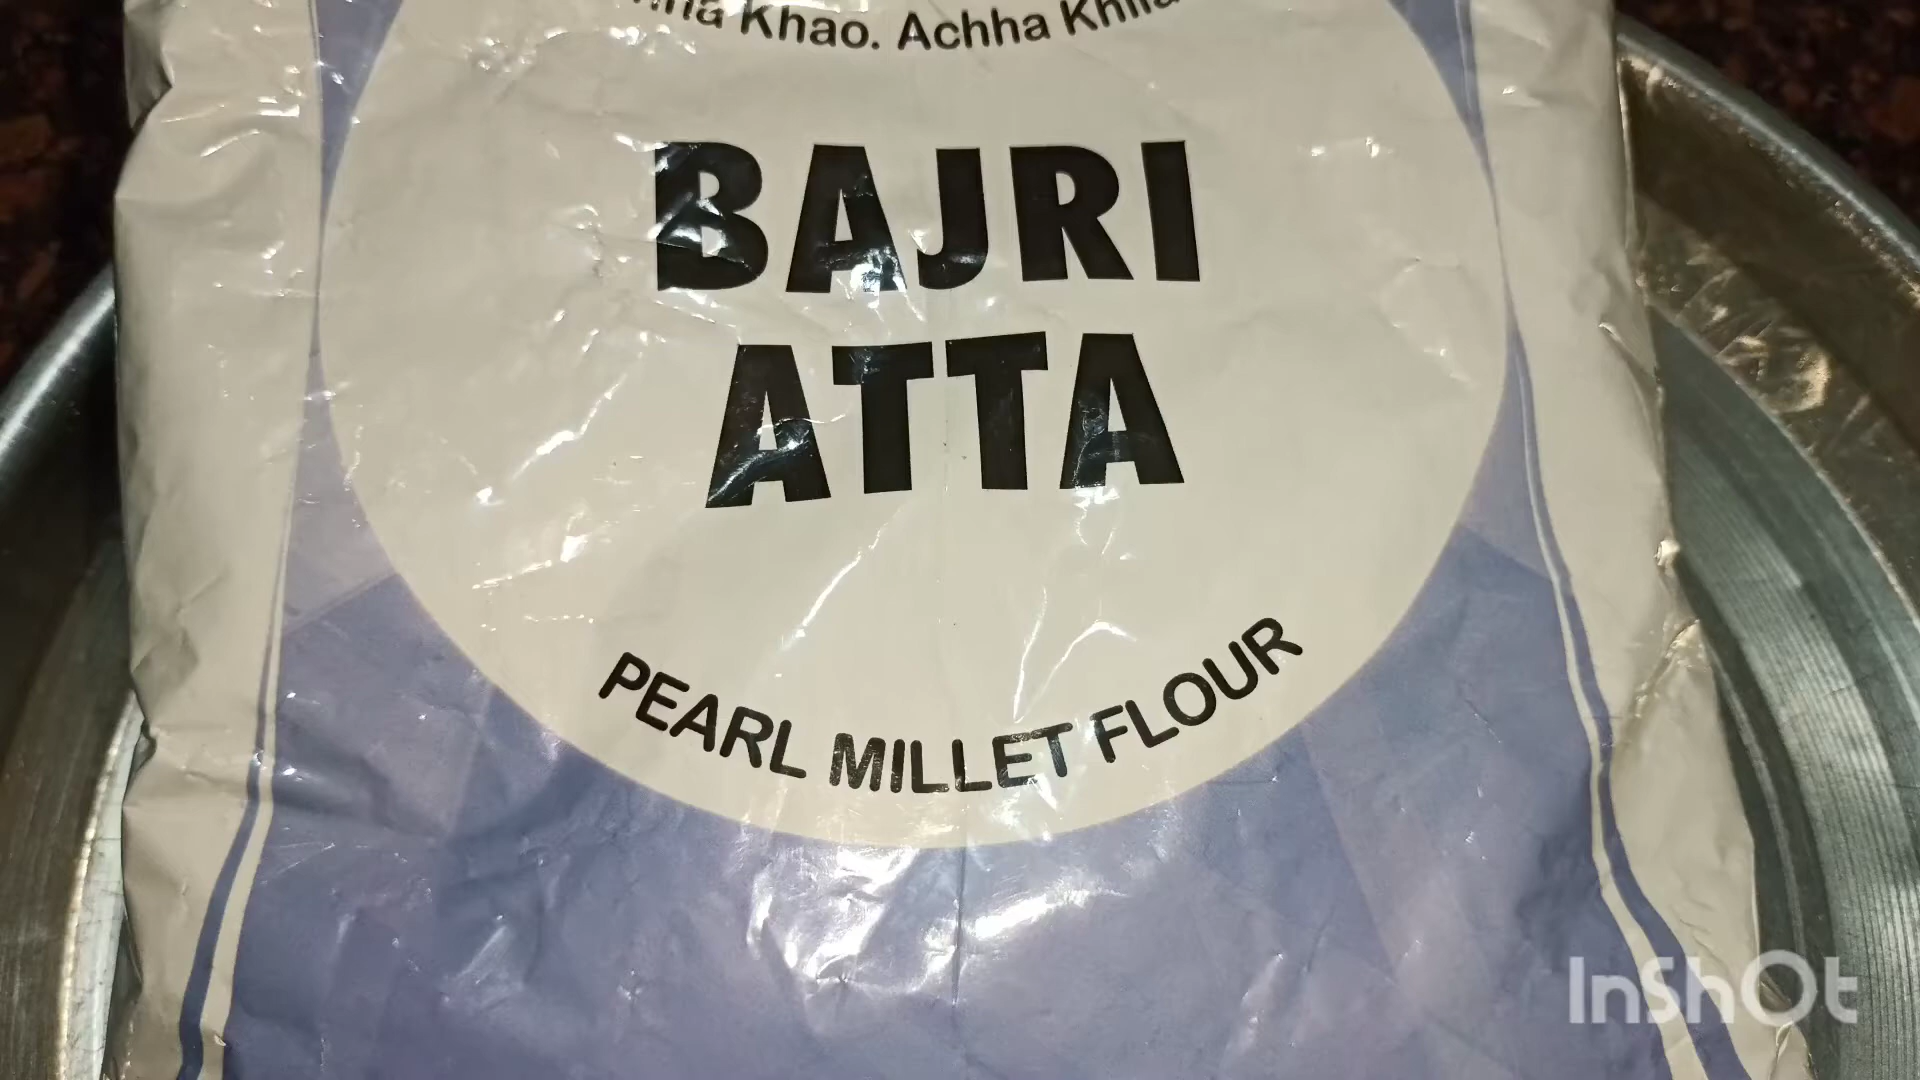 Khao. Achha
BAJRI
ATTA
PEARL MILLET FLOUR
InShOt